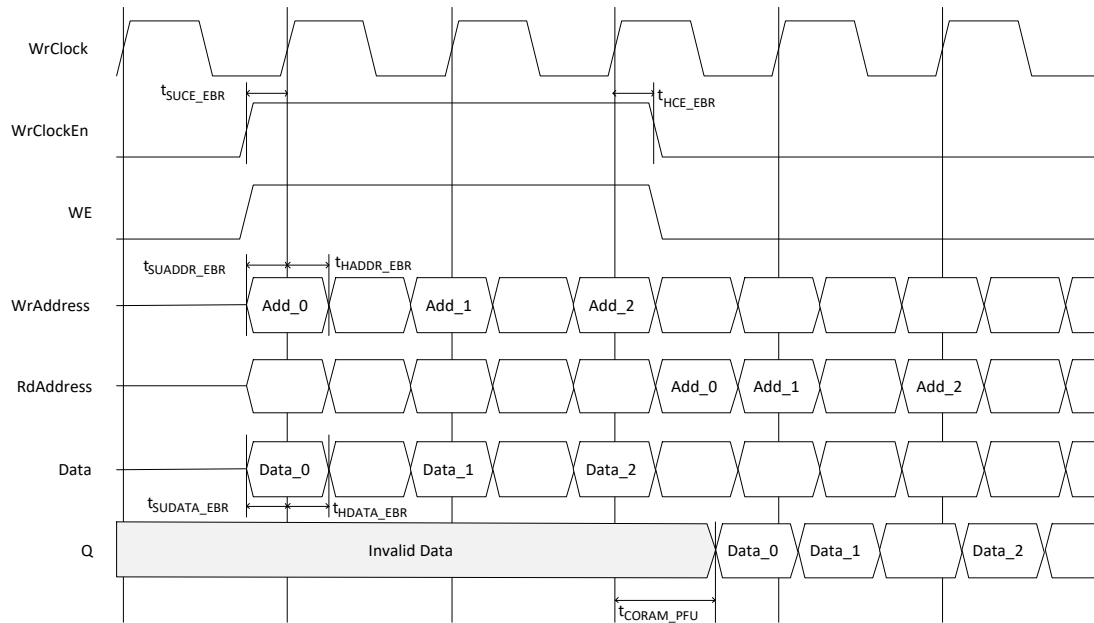 WrClock
tSUCE_EBR
tHCE_EBR
WrClockEn
WE
tSUADDR_EBR tHADDR_EBR
WrAddress Add_0 Add_1 Add_2
RdAddress Add_0 Add_1 Add_2
Data Data_0 Data_1 Data_2
tSUDATA_EBR tHDATA_EBR
Q Invalid Data Data_0 Data_1 Data_2
tCORAM_PFU